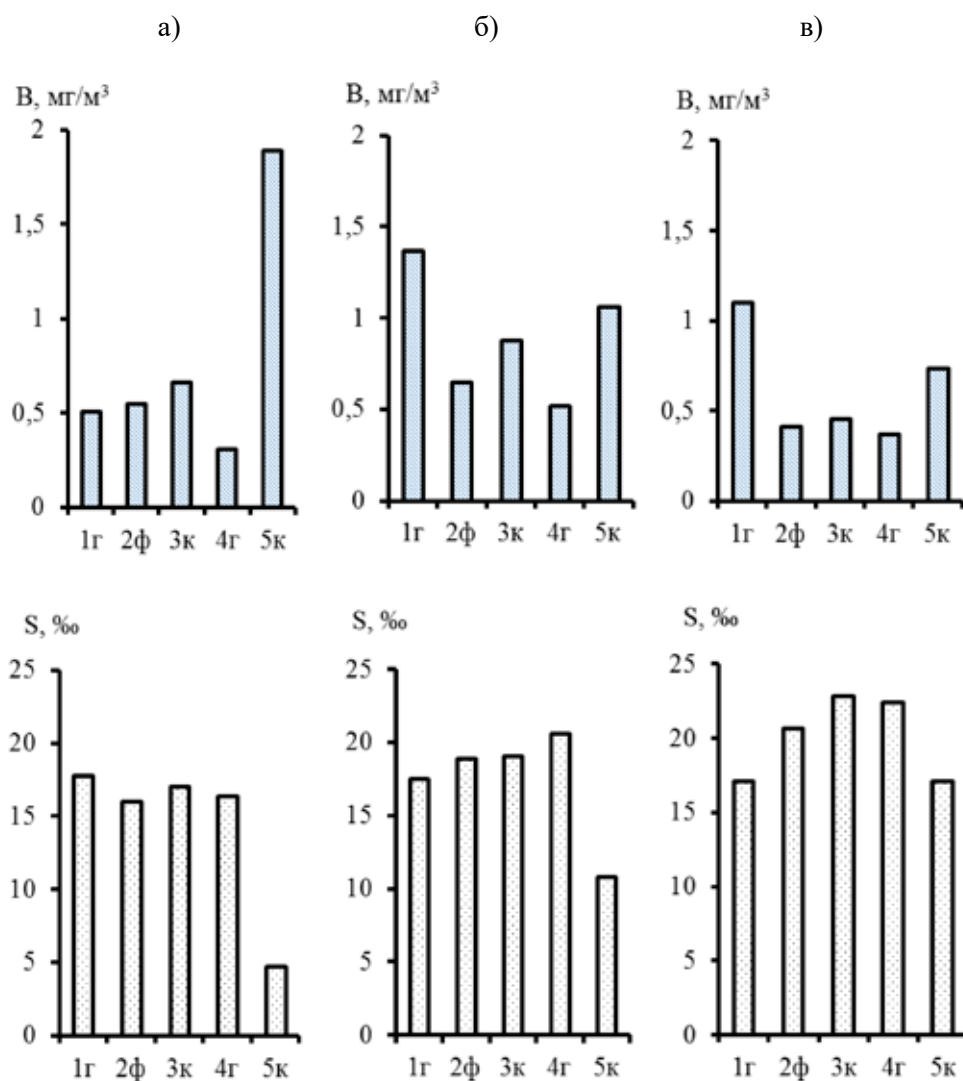 а) б) в)
B, мг/м³ B, мг/м³ B, мг/м³
2 2 2
1,5 1,5 1,5
1 1 1
0,5 0,5 0,5
0 0 0
1г 2ф 3к 4г 5к 1г 2ф 3к 4г 5к 1г 2ф 3к 4г 5к
S, ‰ S, ‰ S, ‰
25 25 25
20 20 20
15 15 15
10 10 10
5 5 5
0 0 0
1г 2ф 3к 4г 5к 1г 2ф 3к 4г 5к 1г 2ф 3к 4г 5к